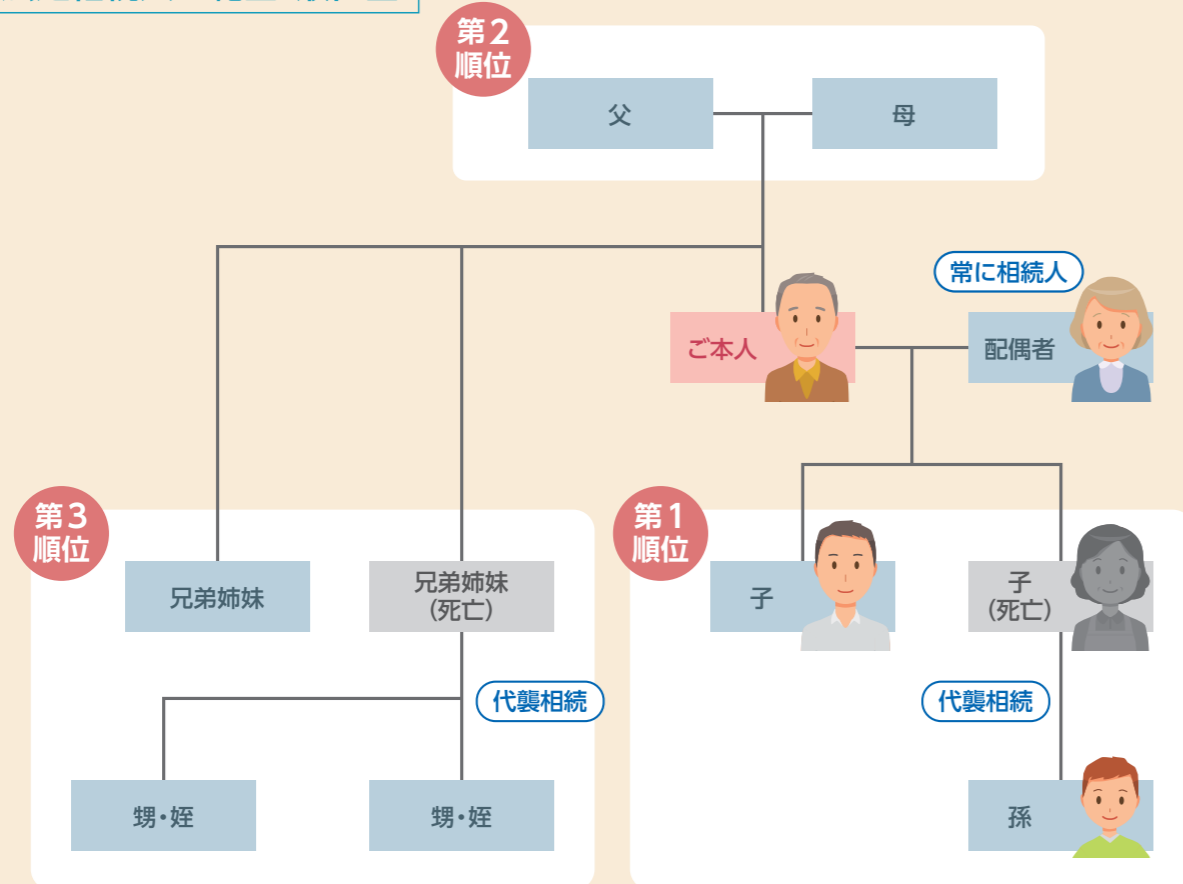 第2
順位
父
母
常に相続人
ご本人
配偶者
第3
順位
第1
順位
兄弟姉妹
兄弟姉妹
(死亡)
子
子
(死亡)
代襲相続
代襲相続
甥・姪
甥・姪
孫